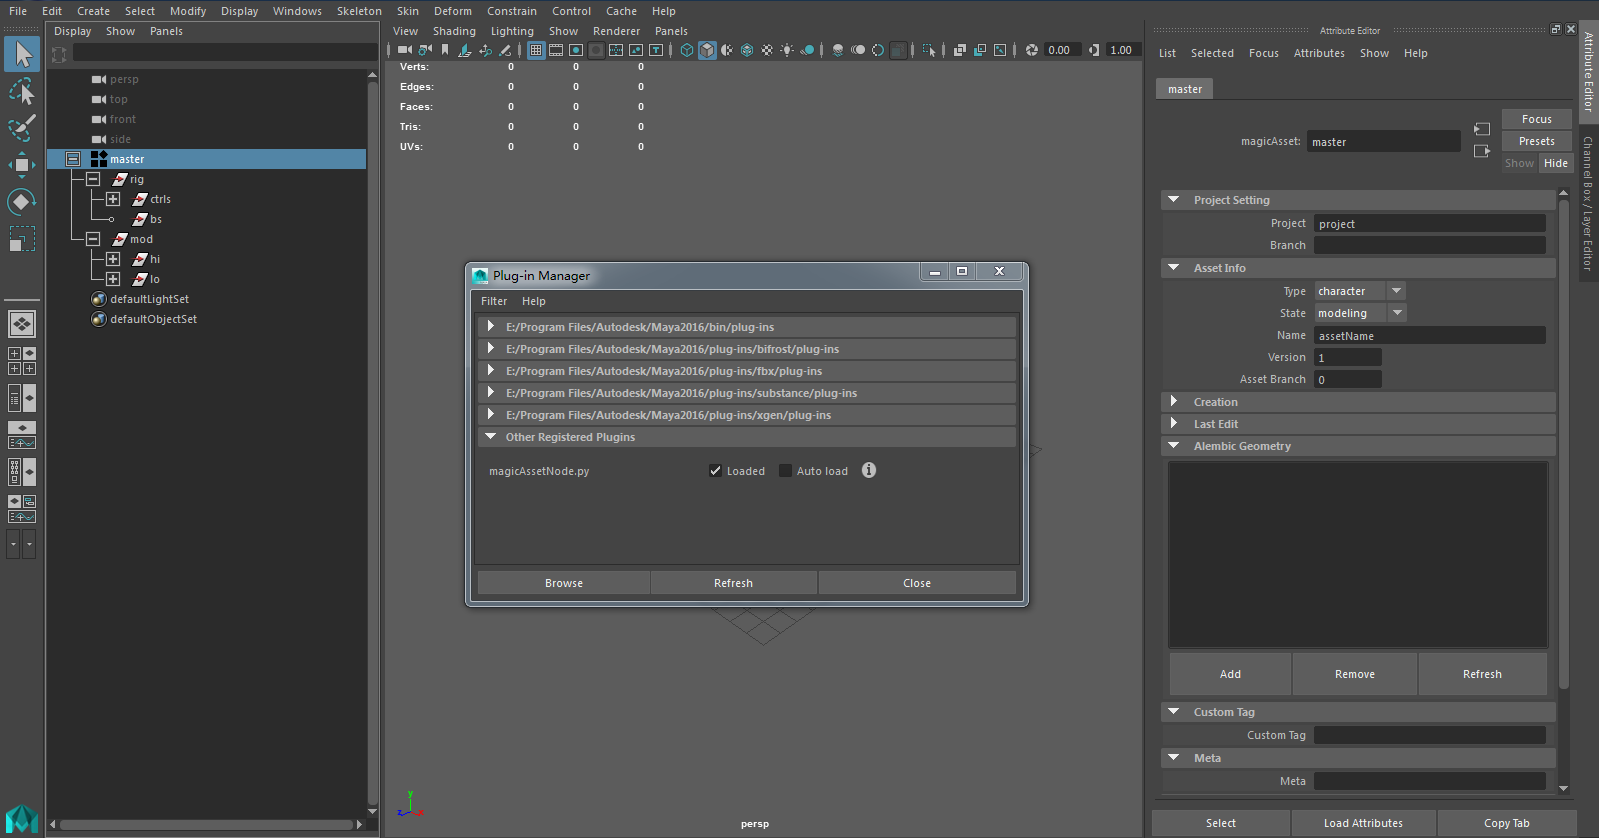 File Edit Create Select Modify Display Windows Skeleton Skin Deform Constrain Control Cache Help
Display Show Panels
persp
top
front
side
master
rig
ctrls
bs
mod
hi
lo
defaultLightSet
defaultObjectSet
View Shading Lighting Show Renderer Panels
0.00 1.00
Verts: 0 0 0
Edges: 0 0 0
Faces: 0 0 0
Tris: 0 0 0
UVs: 0 0 0
Plug-in Manager
Filter Help
E:/Program Files/Autodesk/Maya2016/bin/plug-ins
E:/Program Files/Autodesk/Maya2016/plug-ins/bifrost/plug-ins
E:/Program Files/Autodesk/Maya2016/plug-ins/fbx/plug-ins
E:/Program Files/Autodesk/Maya2016/plug-ins/substance/plug-ins
E:/Program Files/Autodesk/Maya2016/plug-ins/xgen/plug-ins
Other Registered Plugins
magicAssetNode.py Loaded Auto load
Browse Refresh Close
y
z x
persp
Attribute Editor
List Selected Focus Attributes Show Help
master
magicAsset: master
Focus
Presets
Show Hide
Project Setting
Project project
Branch
Asset Info
Type character
State modeling
Name assetName
Version 1
Asset Branch 0
Creation
Last Edit
Alembic Geometry
Add Remove Refresh
Custom Tag
Custom Tag
Meta
Meta
Select Load Attributes Copy Tab
Attribute Editor
Channel Box / Layer Editor